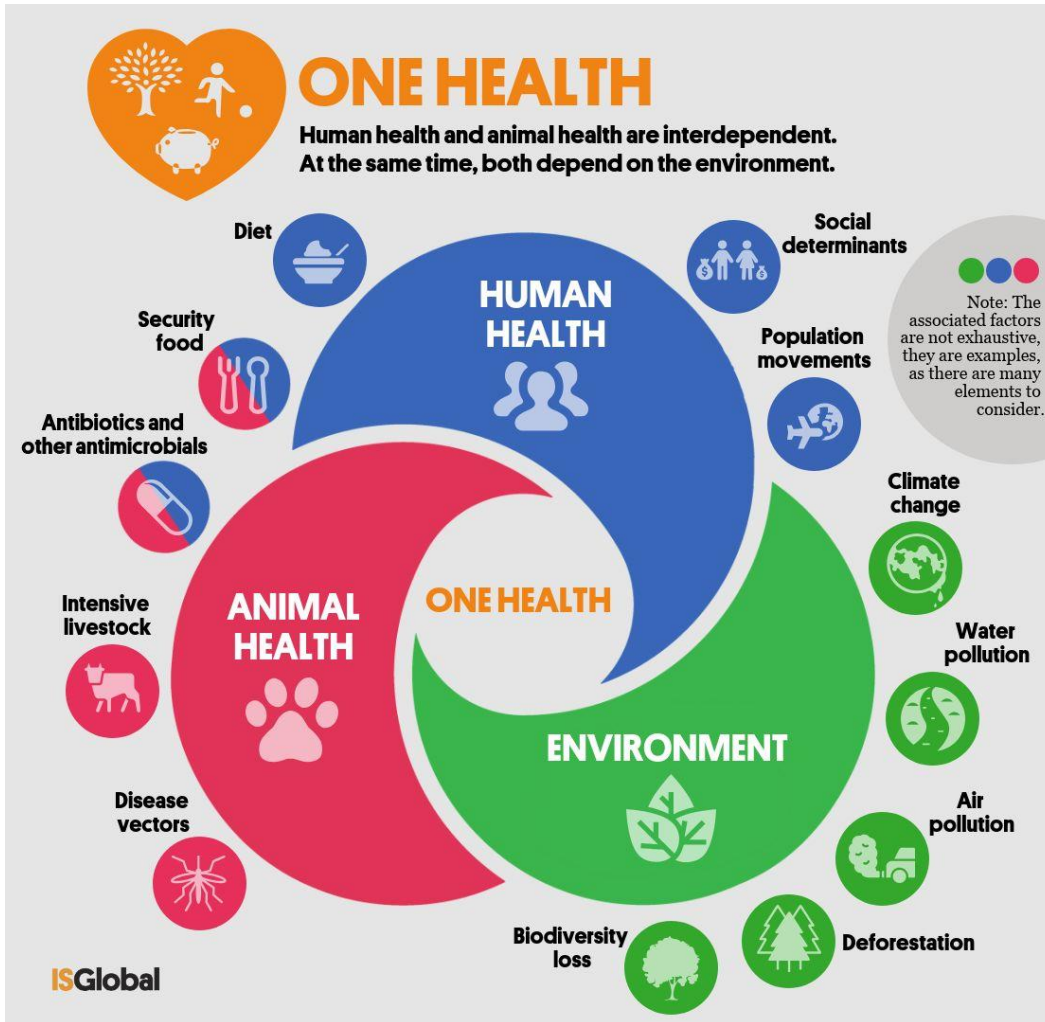 ONE HEALTH
Human health and animal health are interdependent.
At the same time, both depend on the environment.
Diet
Social
determinants
HUMAN
HEALTH
Note: The
associated factors
are not exhaustive,
they are examples,
as there are many
elements to
consider.
Security
food
Population
movements
Antibiotics and
other antimicrobials
Climate
change
ONE HEALTH
Intensive
livestock
ANIMAL
HEALTH
Water
pollution
ENVIRONMENT
Disease
vectors
Air
pollution
Biodiversity
loss
Deforestation
ISGlobal